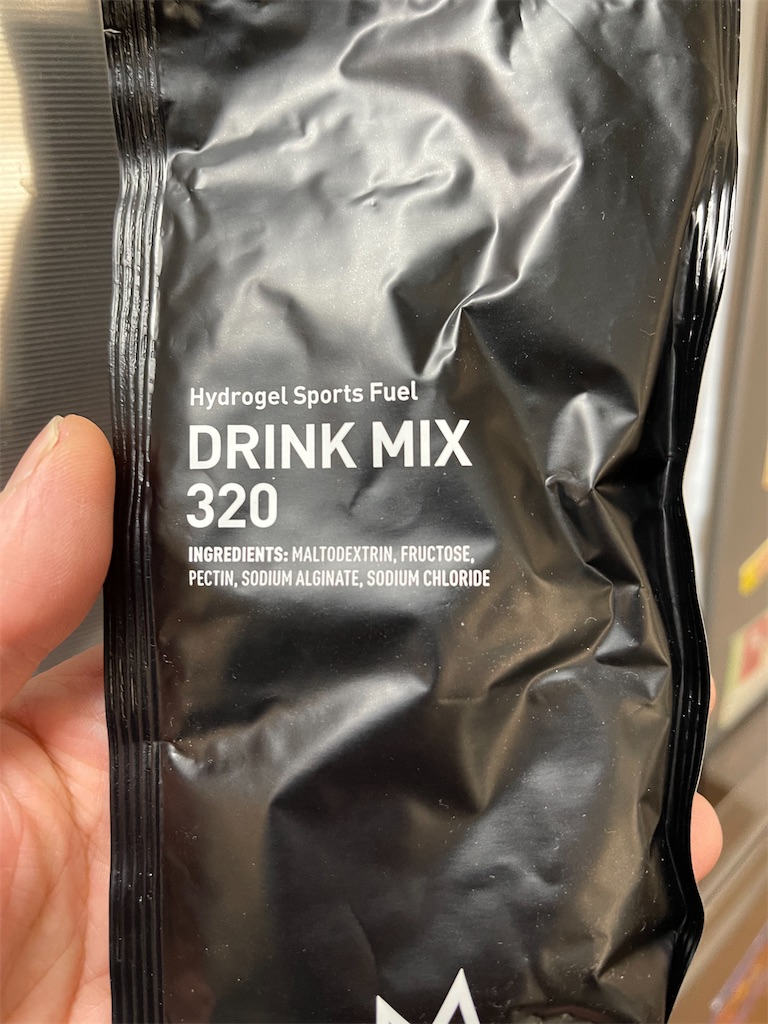 Hydrogel Sports Fuel
DRINK MIX
320
INGREDIENTS: MALTODEXTRIN, FRUCTOSE,
PECTIN, SODIUM ALGINATE, SODIUM CHLORIDE